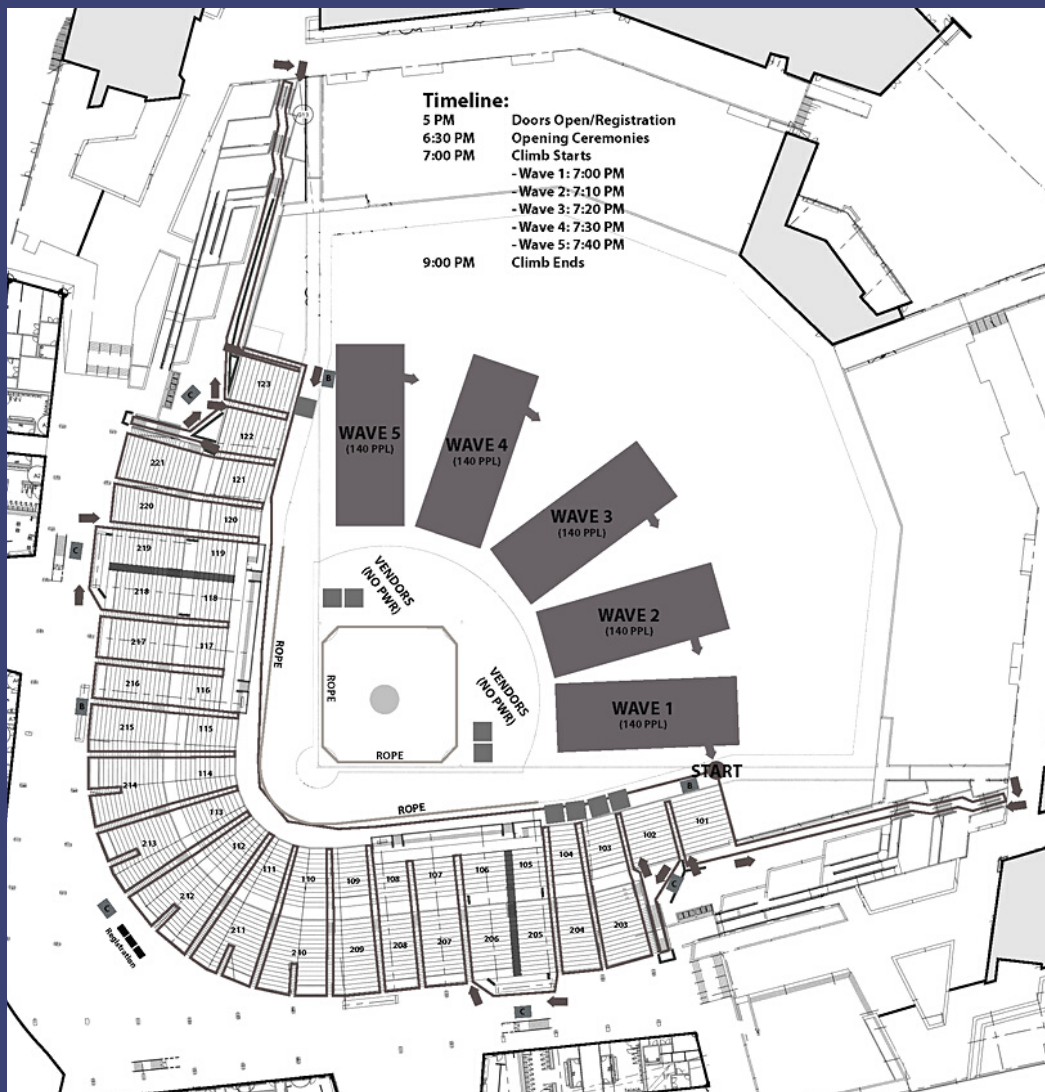 Timeline:
5 PM Doors Open/Registration
6:30 PM Opening Ceremonies
7:00 PM Climb Starts
-Wave 1: 7:00 PM
-Wave 2: 7:10 PM
-Wave 3: 7:20 PM
-Wave 4: 7:30 PM
-Wave 5: 7:40 PM
9:00 PM Climb Ends
B
C
123
122
221
121
220
120
219
119
C
218
118
217
117
216
116
B
215
115
214
114
213
113
212
112
211
111
210
110
209
109
208
108
207
107
206
106
205
105
204
104
203
103
102
101
WAVE 5
(140 PPL)
WAVE 4
(140 PPL)
WAVE 3
(140 PPL)
WAVE 2
(140 PPL)
WAVE 1
(140 PPL)
VENDORS
(NO PWR)
VENDORS
(NO PWR)
ROPE
ROPE
ROPE
ROPE
START
B
C
C
Registration
C